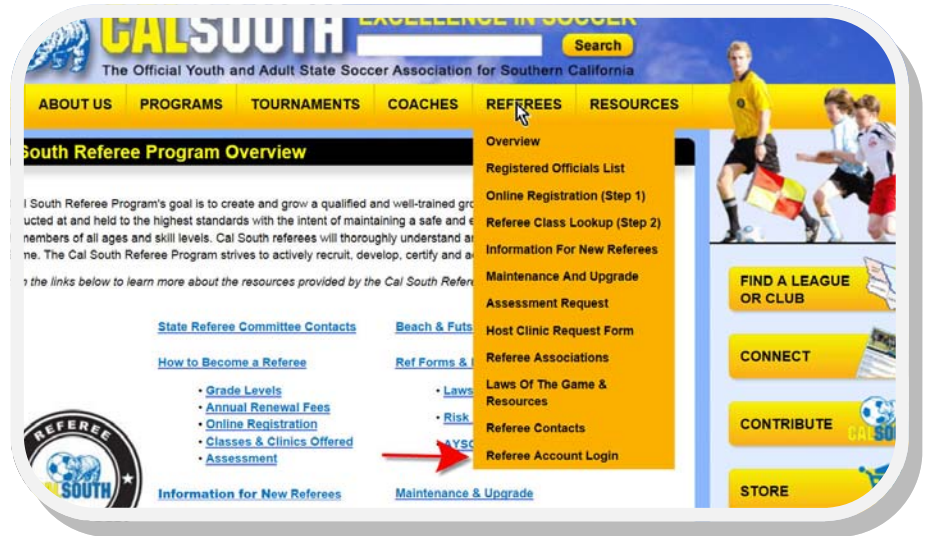 CALSOUTH
EXCELLENCE IN SOCCER
Search
The Official Youth and Adult State Soccer Association for Southern California
ABOUT US PROGRAMS TOURNAMENTS COACHES REFEREES RESOURCES
South Referee Program Overview
South Referee Program's goal is to create and grow a qualified and well-trained
at and held to the highest standards with the intent of maintaining a safe and
members of all ages and skill levels. Cal South referees will thoroughly understand
The Cal South Referee Program strives to actively recruit, develop, certify and
the links below to learn more about the resources provided by the Cal South
State Referee Committee Contacts
Beach &
How to Become a Referee
Ref Forms &
• Grade Levels
• Annual Renewal Fees
• Online Registration
• Classes & Clinics Offered
• Assessment
• Laws
• Risk
Information for New Referees
Maintenance & Upgrade
Overview
Registered Officials List
Online Registration (Step 1)
Referee Class Lookup (Step 2)
Information For New Referees
Maintenance And Upgrade
Assessment Request
Host Clinic Request Form
Referee Associations
Laws Of The Game &
Resources
Referee Contacts
Referee Account Login
FIND A LEAGUE
OR CLUB
CONNECT
CONTRIBUTE
STORE
REFEREE
SOUTH